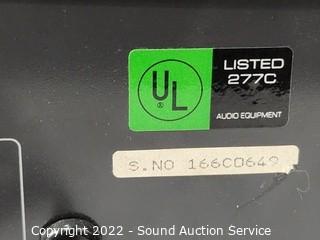 UL
®
LISTED
277C
AUDIO EQUIPMENT
S.NO 166C0649
Copyright 2022 - Sound Auction Service